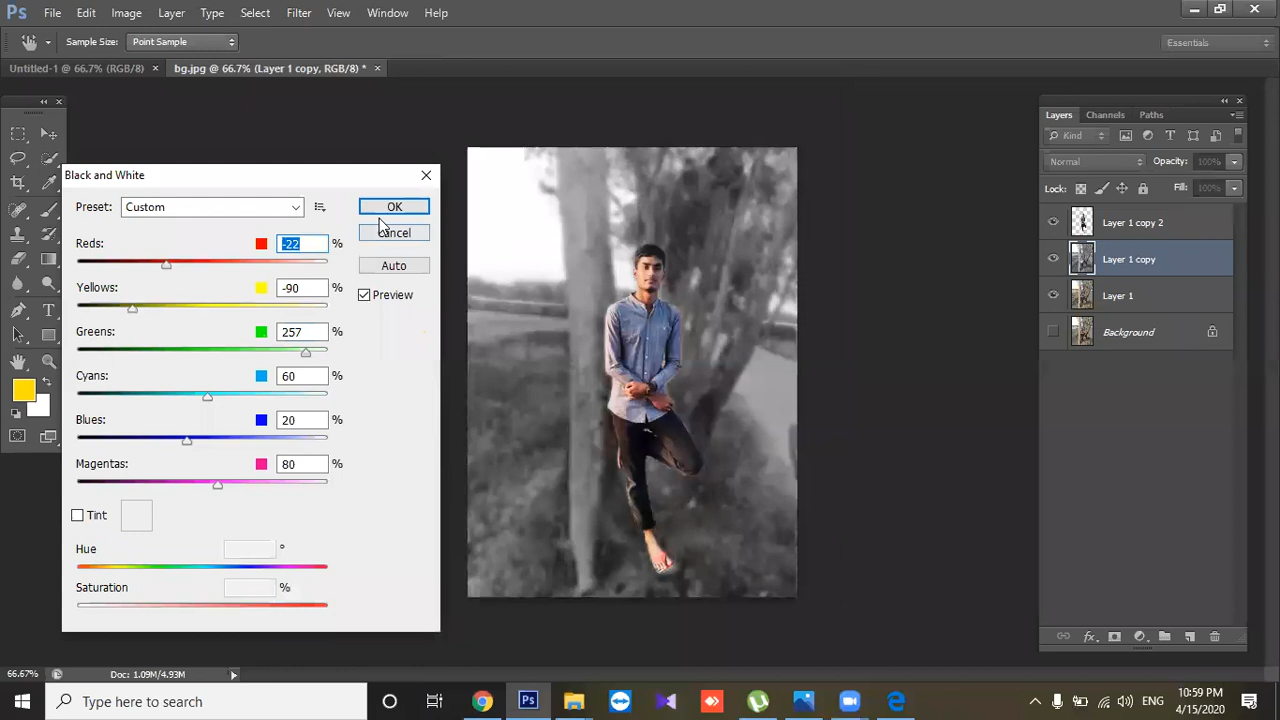 Ps File Edit Image Layer Type Select Filter View Window Help
Sample Size: Point Sample Essentials
Untitled-1 @ 66.7% (RGB/8) × bg.jpg @ 66.7% (Layer 1 copy, RGB/8) * ×
Black and White
Preset: Custom OK
Cancel
Reds: -22 %
Auto
Yellows: -90 %
Preview
Greens: 257 %
Cyans: 60 %
Blues: 20 %
Magentas: 80 %
Tint
Hue °
Saturation %
Layers Channels Paths
Kind
Normal Opacity: 100%
Lock: Fill: 100%
Layer 1 copy 2
Layer 1 copy
Layer 1
Background
66.67% Doc: 1.09M/4.93M
Type here to search
Ps
ENG
10:59 PM
4/15/2020